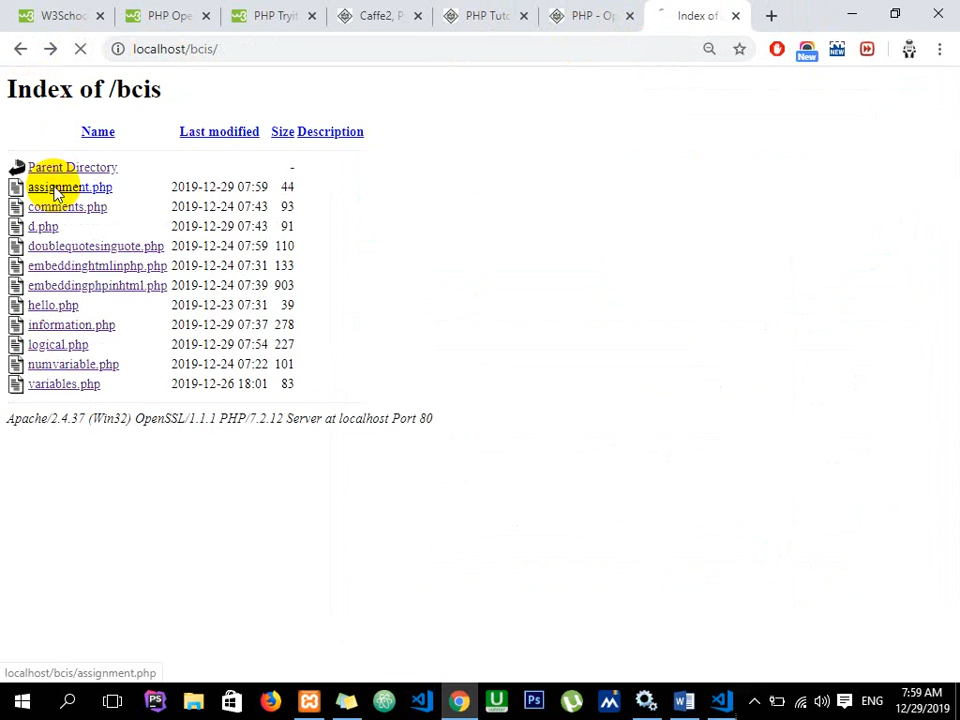 W3Schoo
PHP Ope
PHP Tryit
Caffe2, P
PHP Tuto
PHP - Op
Index of
localhost/bcis/
New
NEW
Index of /bcis
Name Last modified Size Description
Parent Directory -
assignment.php 2019-12-29 07:59 44
comments.php 2019-12-24 07:43 93
d.php 2019-12-29 07:43 91
doublequotesinguote.php 2019-12-24 07:59 110
embeddinghtmlinphp.php 2019-12-24 07:31 133
embeddingphpinhtml.php 2019-12-24 07:39 903
hello.php 2019-12-23 07:31 39
information.php 2019-12-29 07:37 278
logical.php 2019-12-29 07:54 227
numvariable.php 2019-12-24 07:22 101
variables.php 2019-12-26 18:01 83
Apache/2.4.37 (Win32) OpenSSL/1.1.1 PHP/7.2.12 Server at localhost Port 80
localhost/bcis/assignment.php
ENG
7:59 AM
12/29/2019